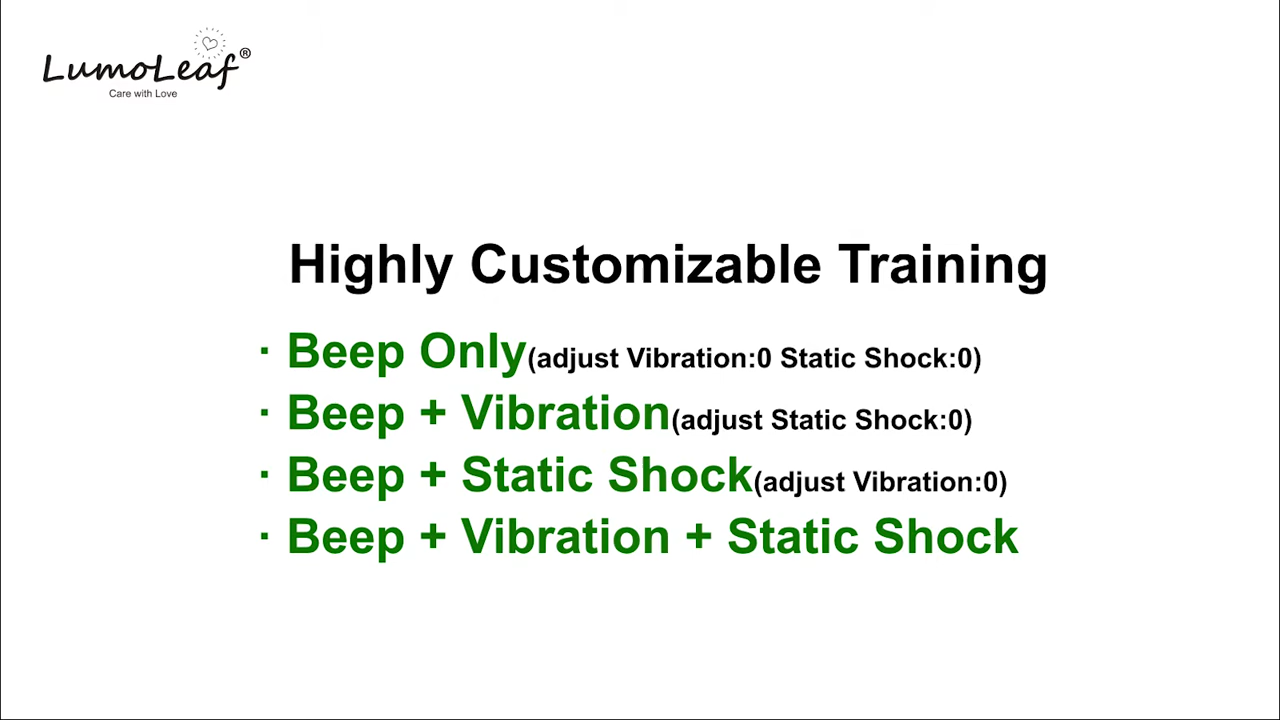 LumoLeaf®
Care with Love
Highly Customizable Training
· Beep Only(adjust Vibration:0 Static Shock:0)
· Beep + Vibration(adjust Static Shock:0)
· Beep + Static Shock(adjust Vibration:0)
· Beep + Vibration + Static Shock